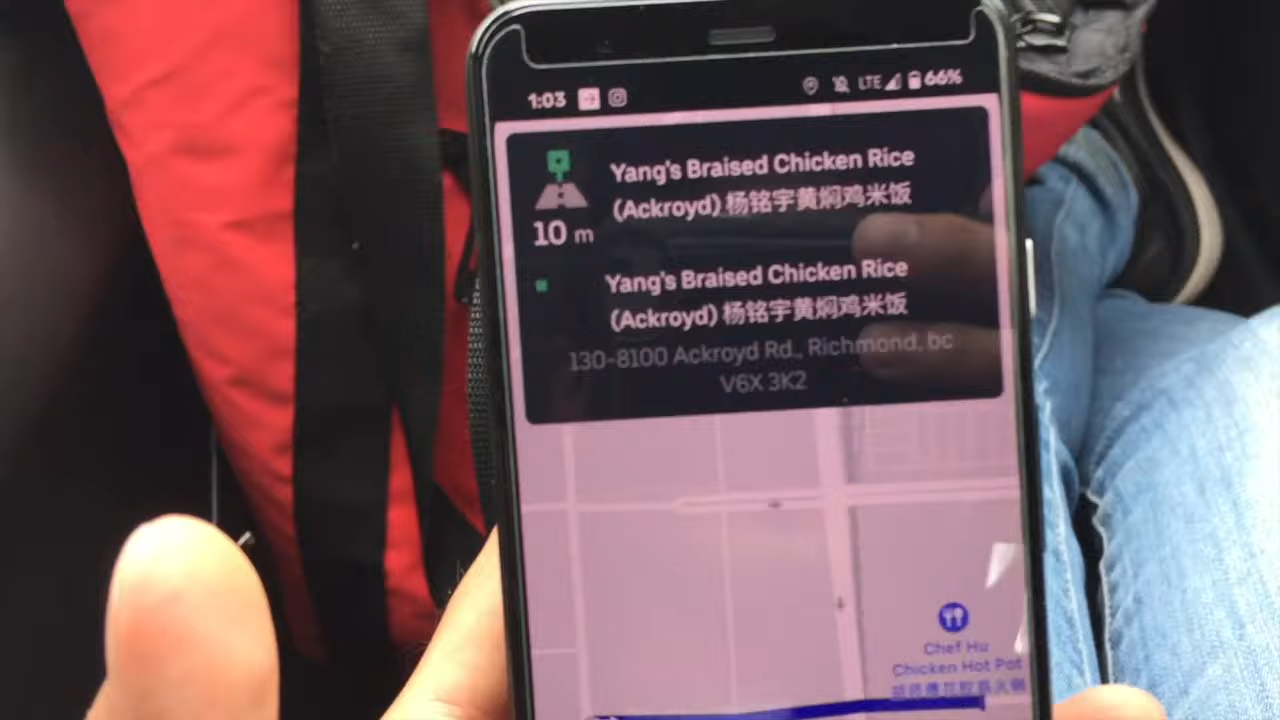 1:03 LTE 66%
Yang's Braised Chicken Rice
(Ackroyd) 杨铭宇黄焖鸡米饭
10 m
Yang's Braised Chicken Rice
(Ackroyd) 杨铭宇黄焖鸡米饭
130-8100 Ackroyd Rd., Richmond, bc
V6X 3K2
Chef Hu
Chicken Hot Pot